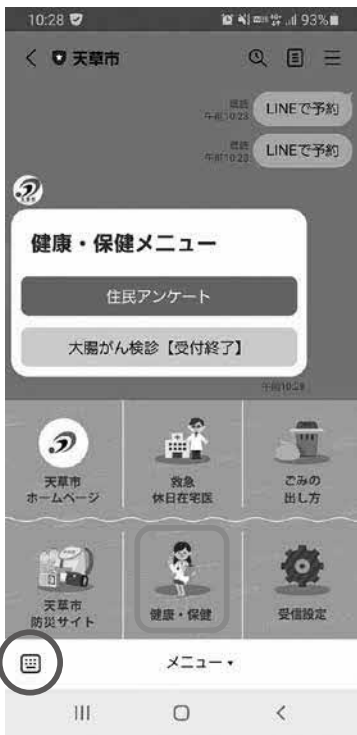 10:28 93%
天草市
既読
午前10:23 LINEで予約
既読
午前10:23 LINEで予約
健康・保健メニュー
住民アンケート
大腸がん検診【受付終了】
午前10:28
天草市
ホームページ
救急
休日在宅医
ごみの
出し方
天草市
防災サイト
健康・保健
受信設定
メニュー▾